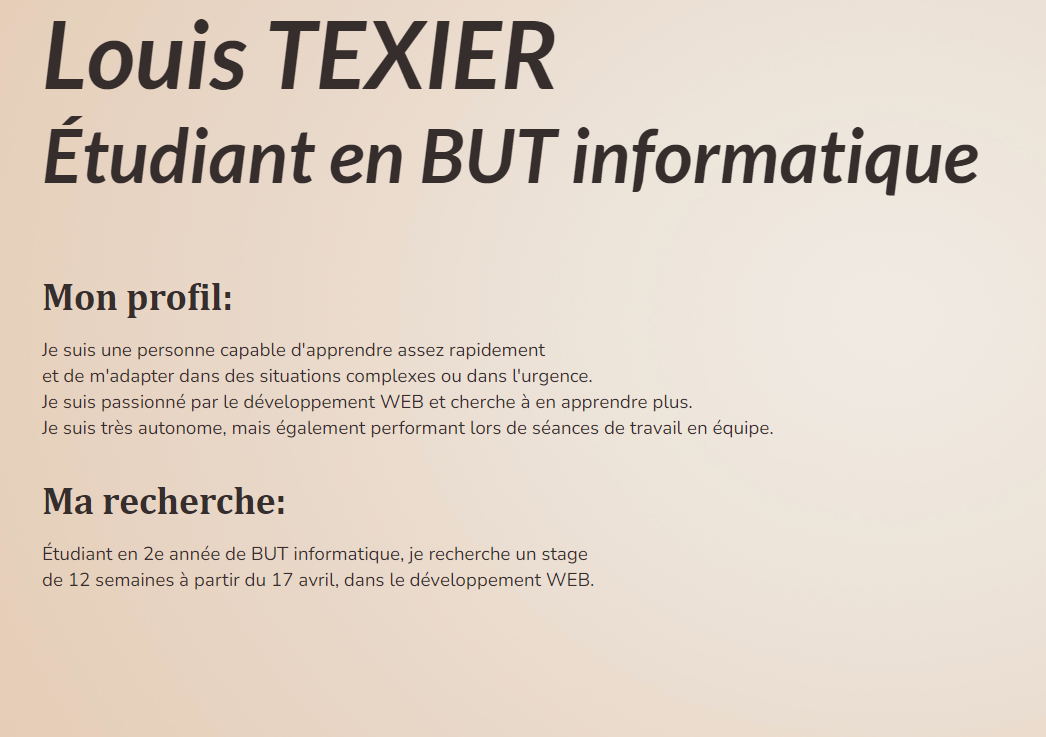 Louis TEXIER
Étudiant en BUT informatique
Mon profil:
Je suis une personne capable d'apprendre assez rapidement
et de m'adapter dans des situations complexes ou dans l'urgence.
Je suis passionné par le développement WEB et cherche à en apprendre plus.
Je suis très autonome, mais également performant lors de séances de travail en équipe.
Ma recherche:
Étudiant en 2e année de BUT informatique, je recherche un stage
de 12 semaines à partir du 17 avril, dans le développement WEB.